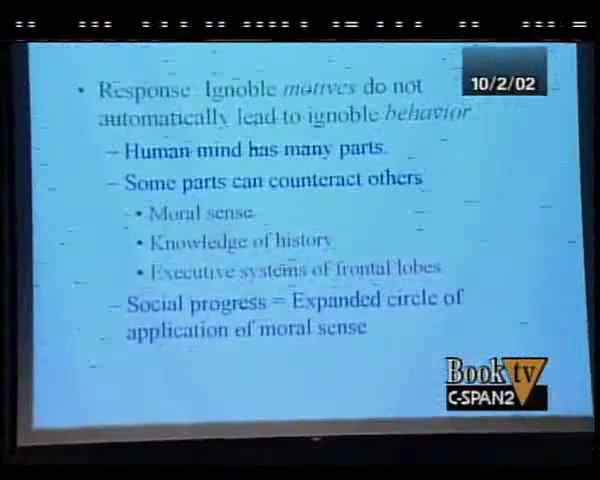 10/2/02
• Response Ignoble motives do not
automatically lead to ignoble behavior
– Human mind has many parts.
– Some parts can counteract others
• Moral sense
• Knowledge of history
• Executive systems of frontal lobes
– Social progress = Expanded circle of
application of moral sense
Book tv
C-SPAN2